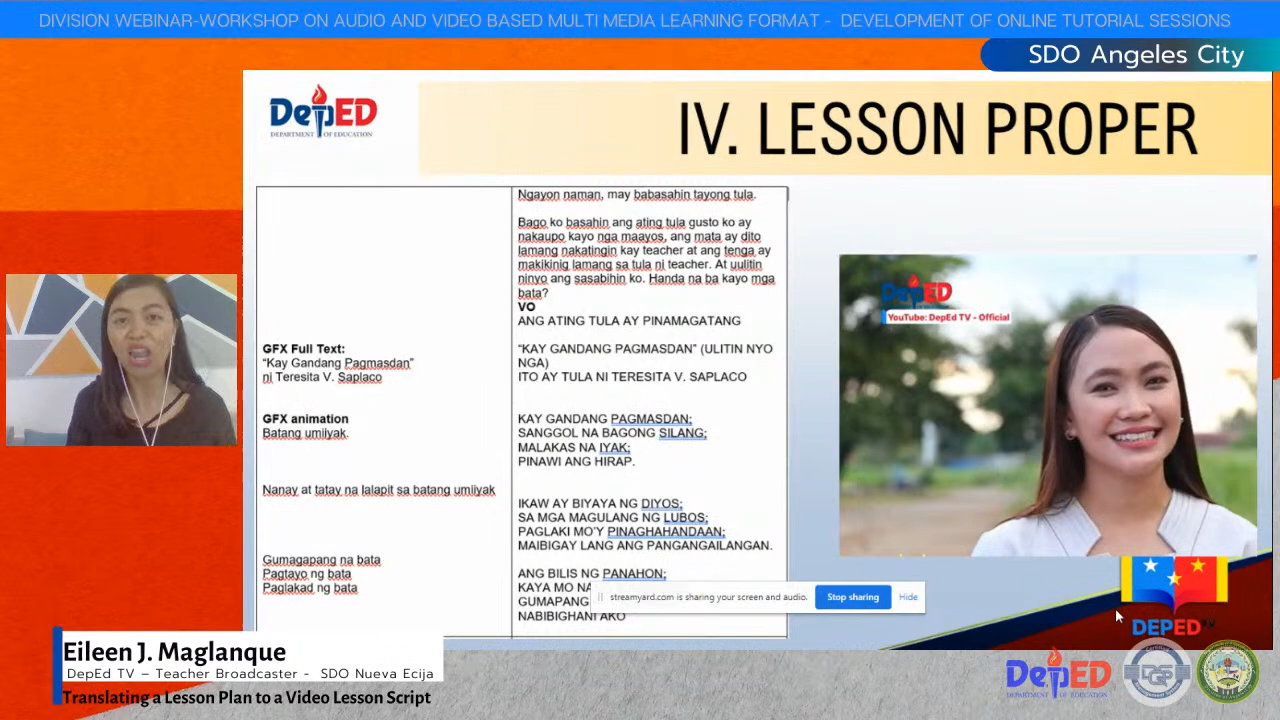 DIVISION WEBINAR-WORKSHOP ON AUDIO AND VIDEO BASED MULTI MEDIA LEARNING FORMAT - DEVELOPMENT OF ONLINE TUTORIAL SESSIONS
SDO Angeles City
DepED
DEPARTMENT OF EDUCATION
IV. LESSON PROPER
Ngayon naman, may babasahin tayong tula.
Bago ko basahin ang ating tula gusto ko ay
nakaupo kayo nga maayos, ang mata ay dito
lamang nakatingin kay teacher at ang tenga ay
makikinig lamang sa tula ni teacher. At uulitin
ninyo ang sasabihin ko. Handa na ba kayo mga
bata?
VO
ANG ATING TULA AY PINAMAGATANG
GFX Full Text:
“Kay Gandang Pagmasdan”
ni Teresita V. Saplaco
“KAY GANDANG PAGMASDAN” (ULITIN NYO
NGA)
ITO AY TULA NI TERESITA V. SAPLACO
GFX animation
Batang umiiyak.
KAY GANDANG PAGMASDAN;
SANGGOL NA BAGONG SILANG;
MALAKAS NA IYAK;
PINAWI ANG HIRAP.
Nanay at tatay na lalapit sa batang umiiyak
IKAW AY BIYAYA NG DIYOS;
SA MGA MAGULANG NG LUBOS;
PAGLAKI MO’Y PINAGHAHANDAAN;
MAIBIGAY LANG ANG PANGANGAILANGAN.
Gumagapang na bata
Pagtayo ng bata
Paglakad ng bata
ANG BILIS NG PANAHON;
KAYA MO NA
GUMAPANG
NABIBIGHANI AKO
DepED
YouTube: DepEd TV - Official
streamyard.com is sharing your screen and audio.
Stop sharing
Hide
DEPED
Eileen J. Maglanque
DepEd TV – Teacher Broadcaster - SDO Nueva Ecija
Translating a Lesson Plan to a Video Lesson Script
DepED
DEPARTMENT OF EDUCATION